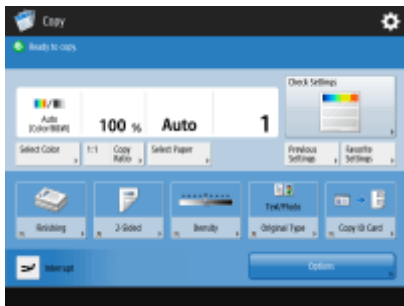 Copy
Ready to copy.
Check Settings
Auto
[Color/B&W]
100 %
Auto
1
Select Color
1:1
Copy
Ratio
Select Paper
Previous
Settings
Favorite
Settings
Text/Photo
Finishing
2-Sided
Density
Original Type
Copy ID Card
Interrupt
Options